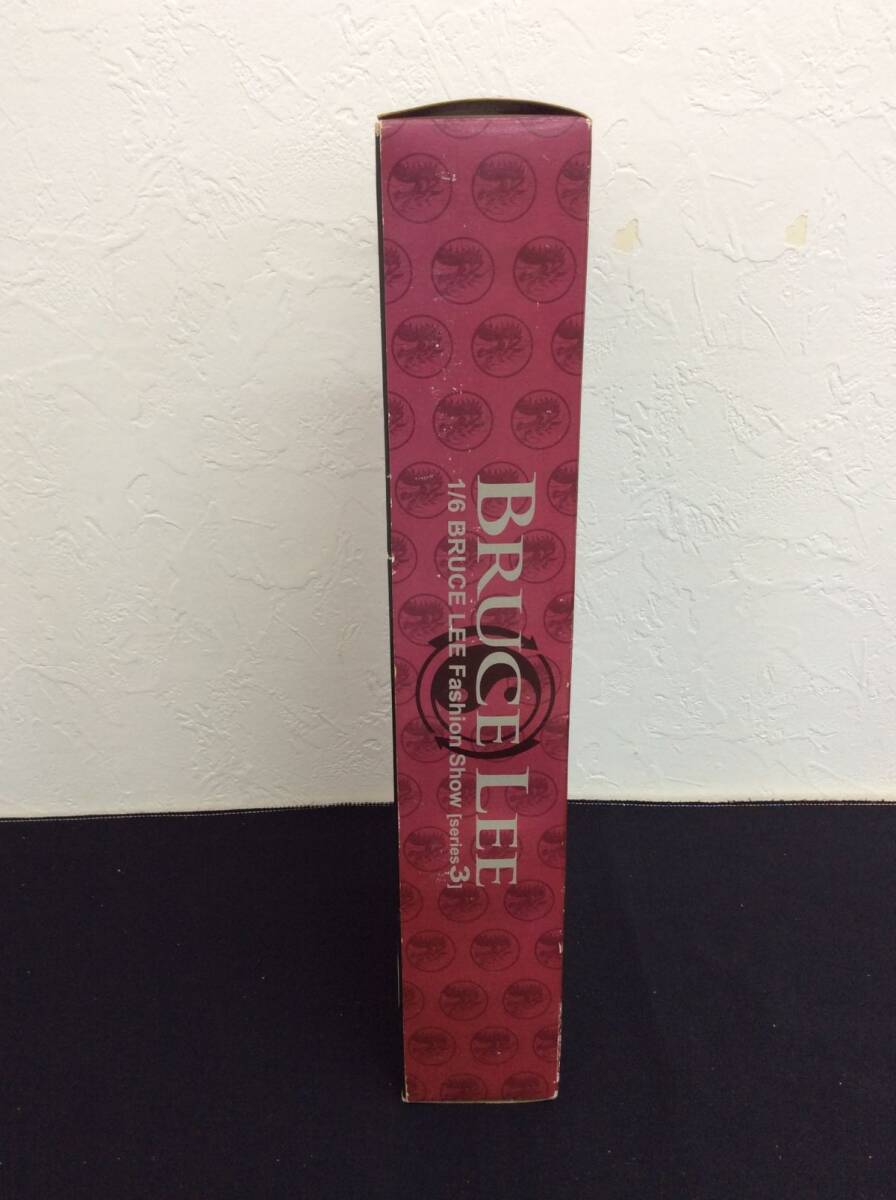 BRUCE LEE
1/6 BRUCE LEE Fashion Show [series 3]